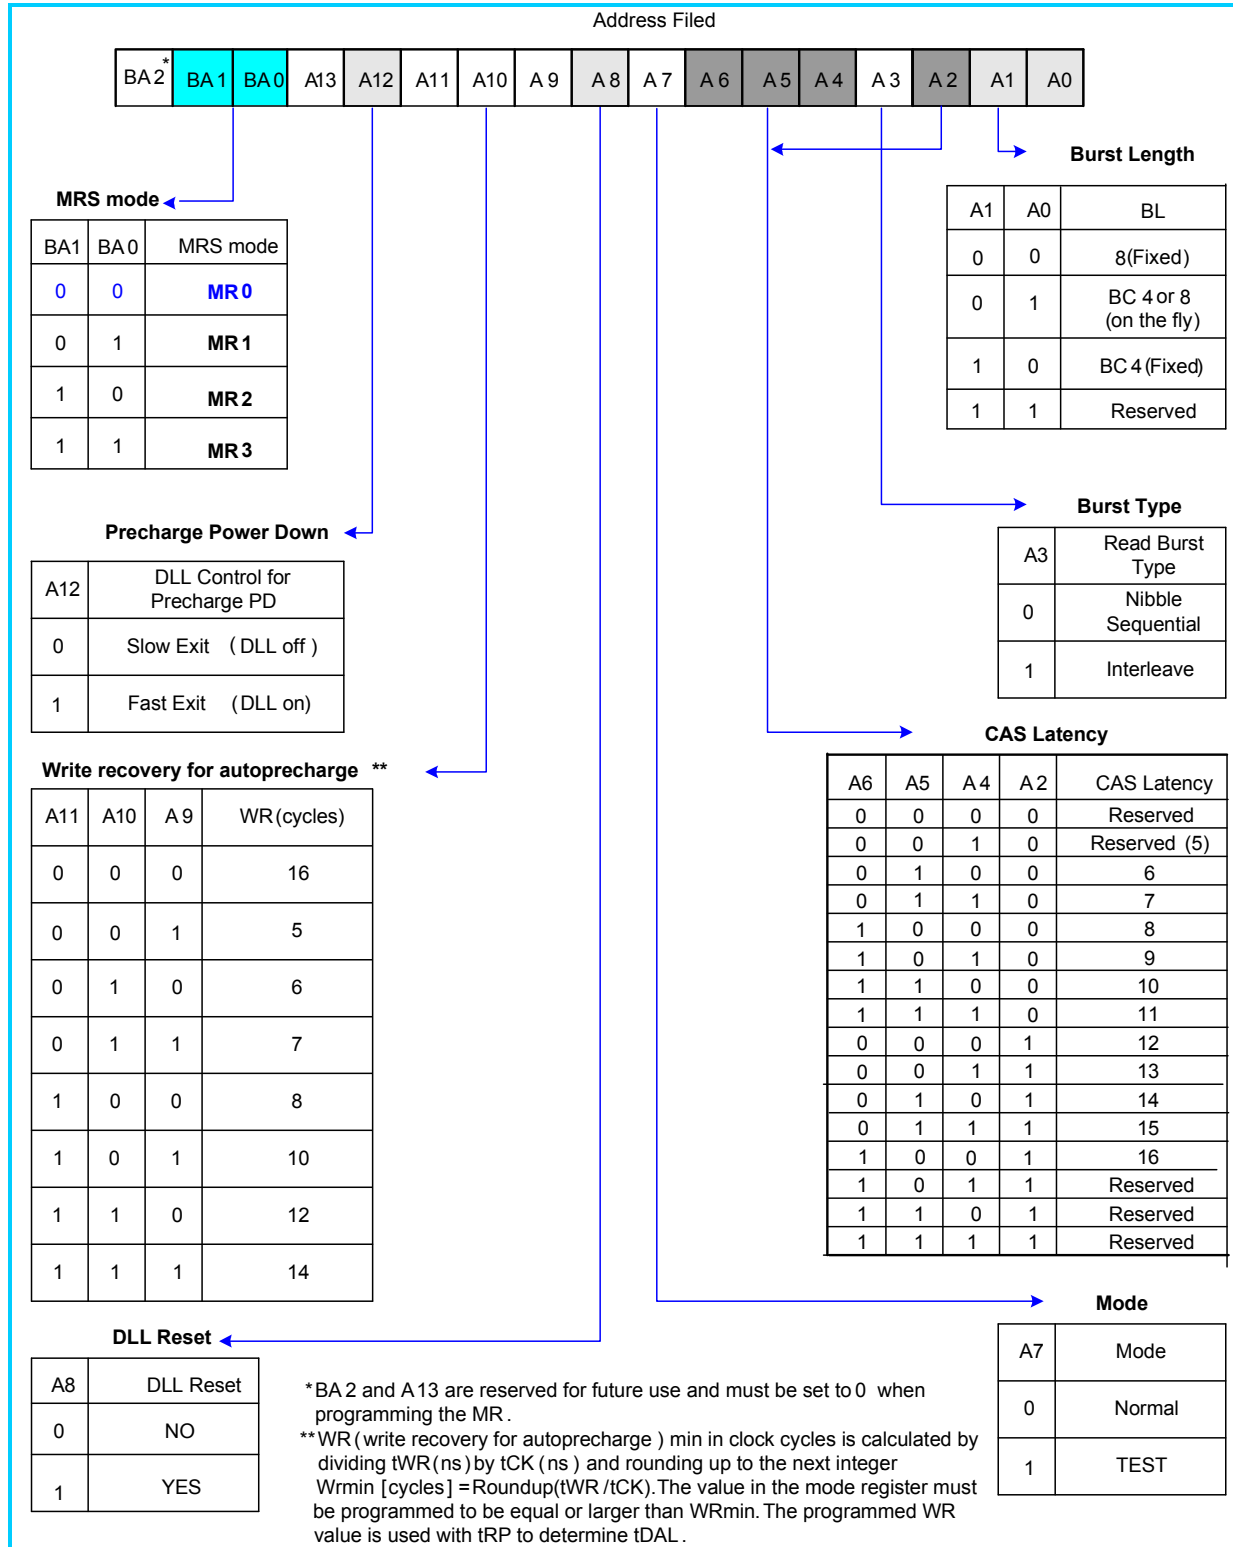 Address Filed
BA2* BA1 BA0 A13 A12 A11 A10 A9 A8 A7 A6 A5 A4 A3 A2 A1 A0
Burst Length
A1 A0 BL
0 0 8(Fixed)
0 1 BC 4 or 8
(on the fly)
1 0 BC 4 (Fixed)
1 1 Reserved
MRS mode
BA1 BA0 MRS mode
0 0 MR0
0 1 MR1
1 0 MR2
1 1 MR3
Burst Type
A3 Read Burst
Type
0 Nibble
Sequential
1 Interleave
Precharge Power Down
A12 DLL Control for
Precharge PD
0 Slow Exit (DLL off)
1 Fast Exit (DLL on)
CAS Latency
A6 A5 A4 A2 CAS Latency
0 0 0 0 Reserved
0 0 1 0 Reserved (5)
0 1 0 0 6
0 1 1 0 7
1 0 0 0 8
1 0 1 0 9
1 1 0 0 10
1 1 1 0 11
0 0 0 1 12
0 0 1 1 13
0 1 0 1 14
0 1 1 1 15
1 0 0 1 16
1 0 1 1 Reserved
1 1 0 1 Reserved
1 1 1 1 Reserved
Write recovery for autoprecharge **
A11 A10 A9 WR(cycles)
0 0 0 16
0 0 1 5
0 1 0 6
0 1 1 7
1 0 0 8
1 0 1 10
1 1 0 12
1 1 1 14
Mode
A7 Mode
0 Normal
1 TEST
DLL Reset
A8 DLL Reset
0 NO
1 YES
*BA2 and A13 are reserved for future use and must be set to 0 when
programming the MR.
**WR(write recovery for autoprecharge) min in clock cycles is calculated by
dividing tWR(ns) by tCK(ns) and rounding up to the next integer
Wrmin [cycles] =Roundup(tWR/tCK).The value in the mode register must
be programmed to be equal or larger than WRmin. The programmed WR
value is used with tRP to determine tDAL.